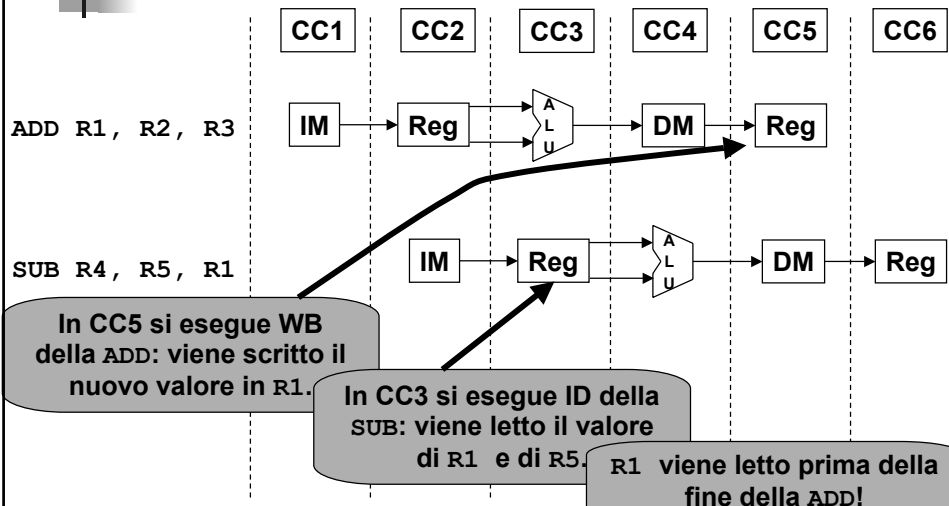 CC1 CC2 CC3 CC4 CC5 CC6
ADD R1, R2, R3 IM Reg ALU DM Reg
SUB R4, R5, R1 IM Reg ALU DM Reg
In CC5 si esegue WB
della ADD: viene scritto il
nuovo valore in R1.
In CC3 si esegue ID della
SUB: viene letto il valore
di R1 e di R5.
R1 viene letto prima della
fine della ADD!